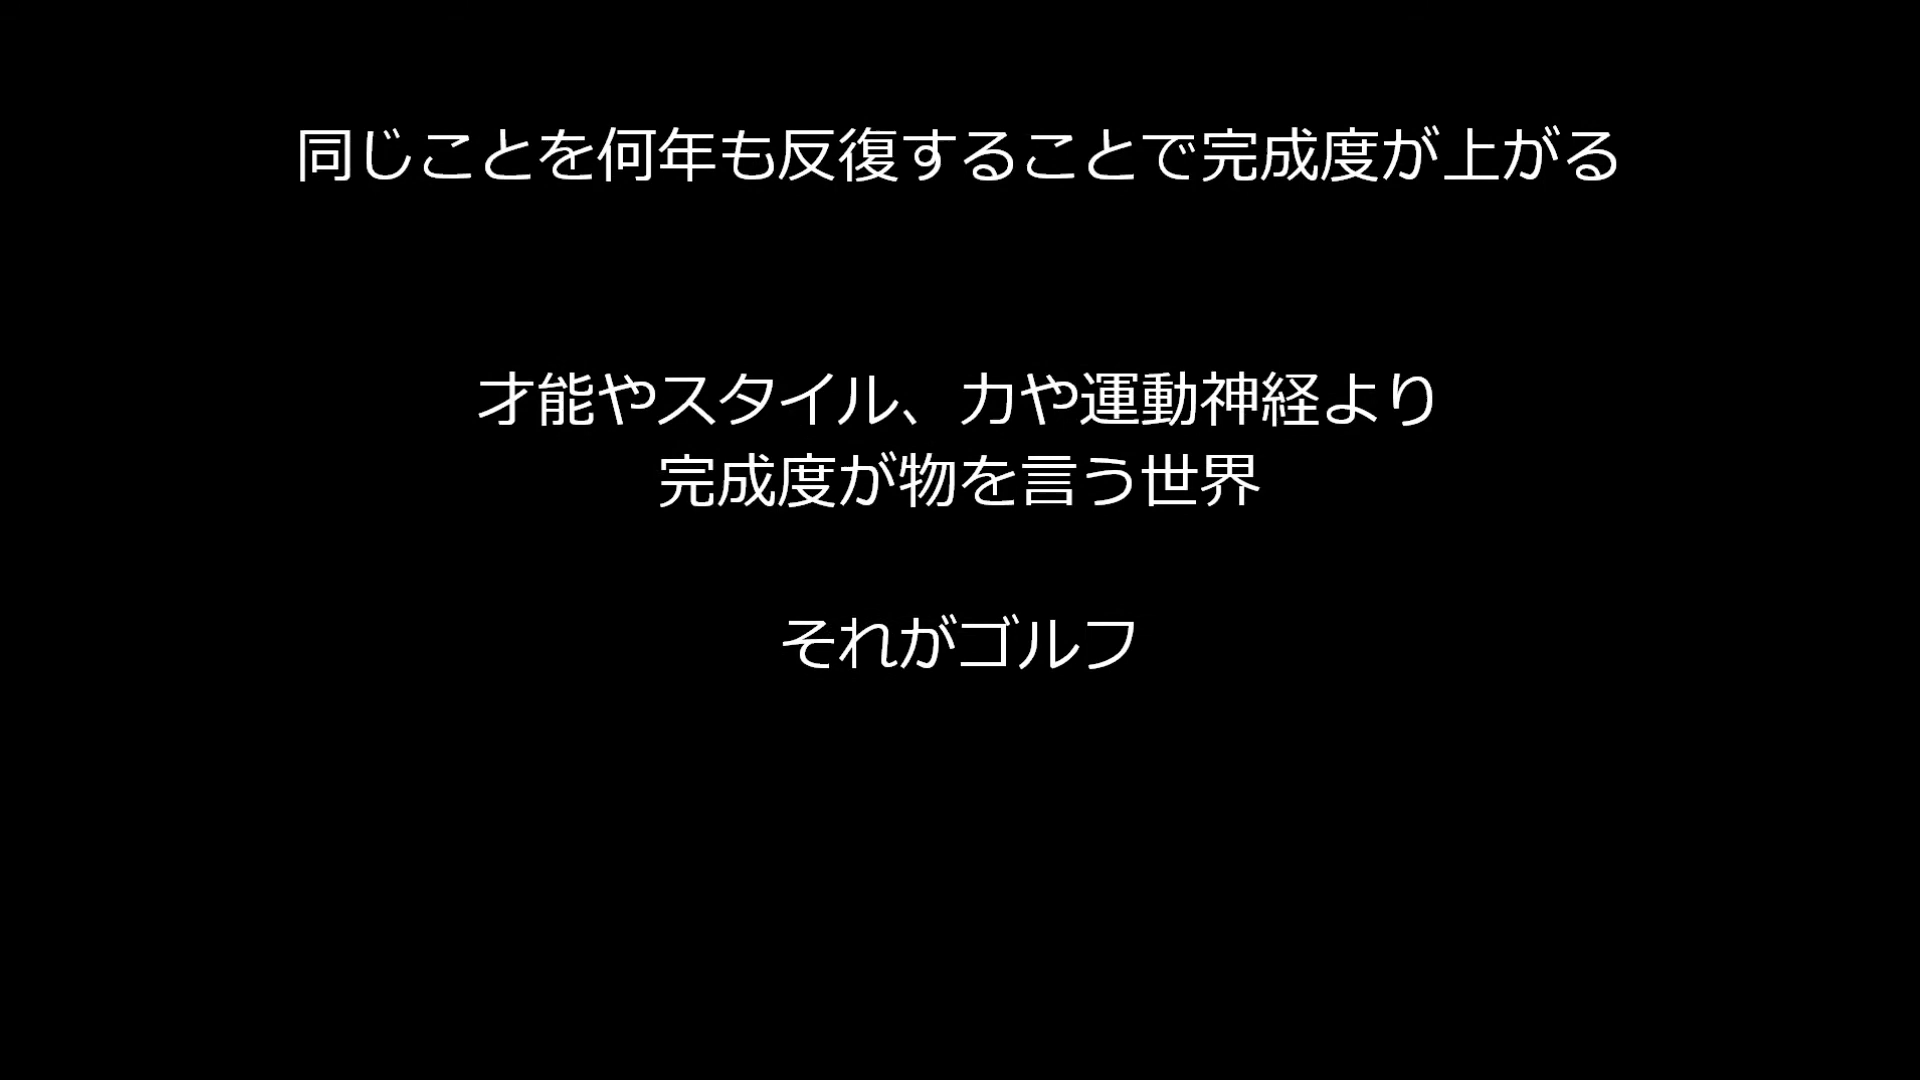 同じことを何年も反復することで完成度が上がる
才能やスタイル、力や運動神経より
完成度が物を言う世界
それがゴルフ